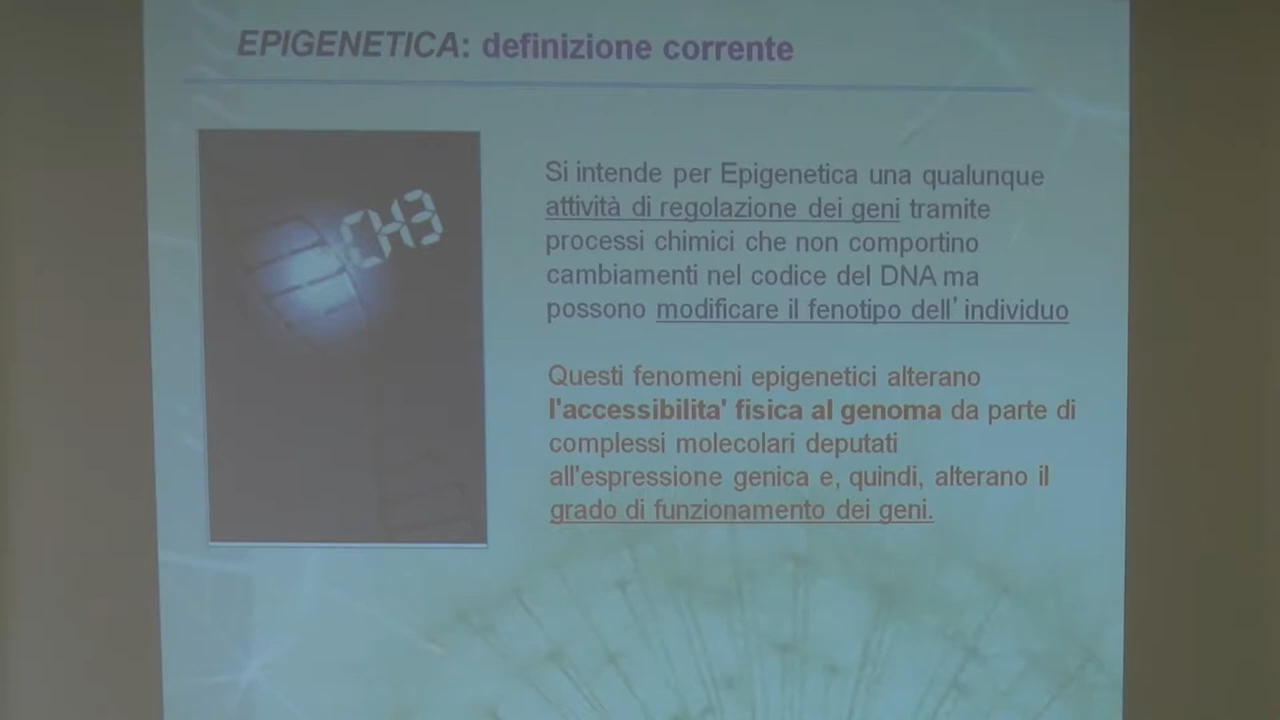 EPIGENETICA: definizione corrente
CH3
Si intende per Epigenetica una qualunque
attività di regolazione dei geni tramite
processi chimici che non comportino
cambiamenti nel codice del DNA ma
possono modificare il fenotipo dell’ individuo
Questi fenomeni epigenetici alterano
l'accessibilita' fisica al genoma da parte di
complessi molecolari deputati
all'espressione genica e, quindi, alterano il
grado di funzionamento dei geni.